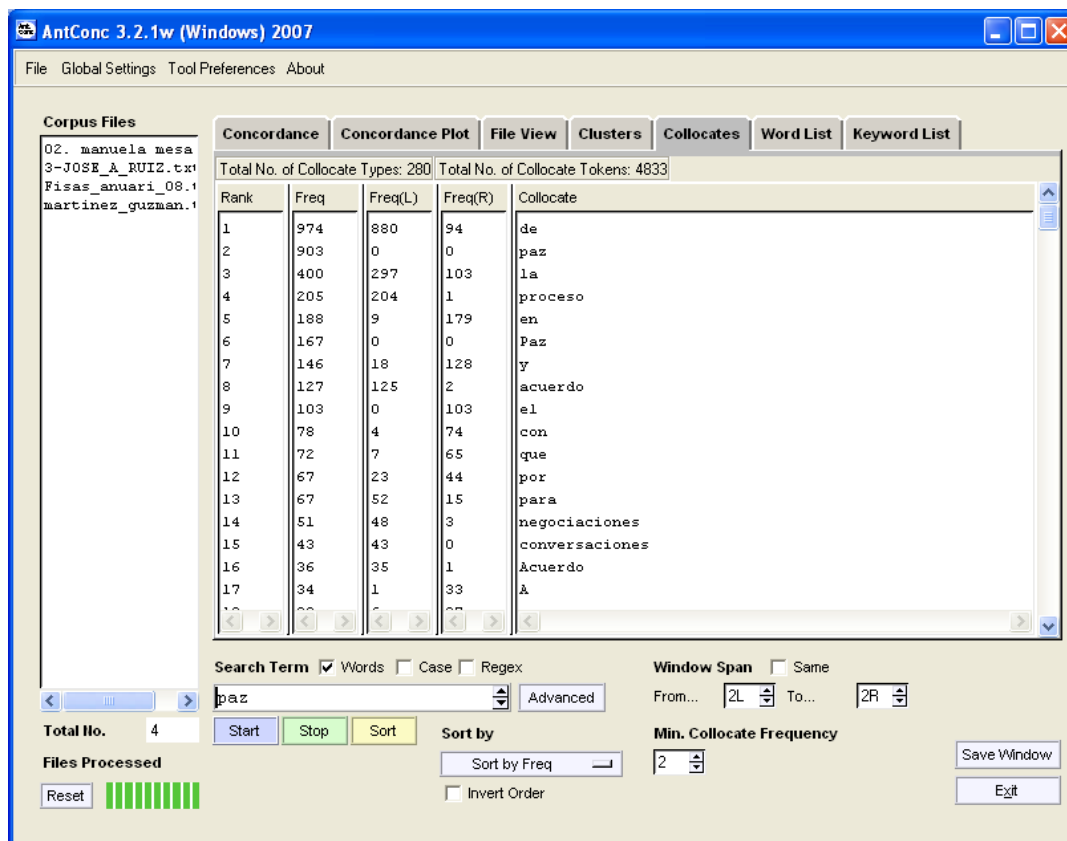 AntConc 3.2.1w (Windows) 2007
File Global Settings Tool Preferences About
Corpus Files
02. manuela mesa
3-JOSE_A_RUIZ.txt
Fisas_anuari_08.t
martinez_guzman.t
Concordance Concordance Plot File View Clusters Collocates Word List Keyword List
Total No. of Collocate Types: 280 Total No. of Collocate Tokens: 4833
Rank Freq Freq(L) Freq(R) Collocate
1 974 880 94 de
2 903 0 0 paz
3 400 297 103 la
4 205 204 1 proceso
5 188 9 179 en
6 167 0 0 Paz
7 146 18 128 y
8 127 125 2 acuerdo
9 103 0 103 el
10 78 4 74 con
11 72 7 65 que
12 67 23 44 por
13 67 52 15 para
14 51 48 3 negociaciones
15 43 43 0 conversaciones
16 36 35 1 Acuerdo
17 34 1 33 A
Search Term Words Case Regex Window Span Same
paz Advanced From... 2L To... 2R
Total No. 4 Start Stop Sort Sort by Min. Collocate Frequency
Files Processed Sort by Freq 2 Save Window
Reset Invert Order Exit